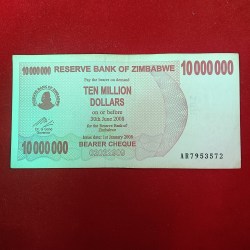 RESERVE BANK OF ZIMBABWE
10 000 000
10 000 000
Pay the bearer on demand
TEN MILLION
DOLLARS
on or before
30th June 2008
for the Reserve Bank of
Zimbabwe
Issue date: 1st January 2008
10 000 000
BEARER CHEQUE
AB7953572